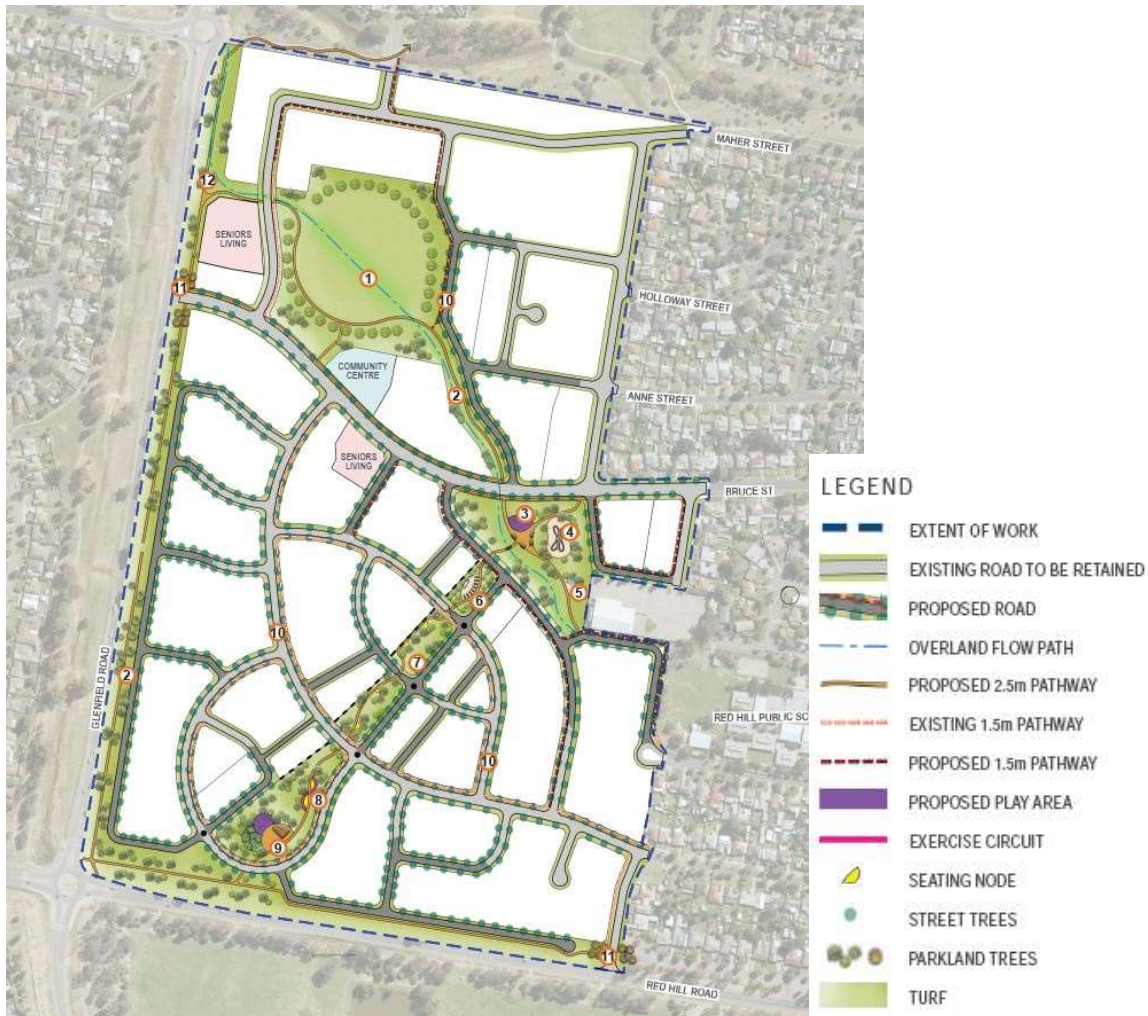 MAHER STREET
12
SENIORS
LIVING
1
11
10
HOLLOWAY STREET
COMMUNITY
CENTRE
2
ANNE STREET
SENIORS
LIVING
BRUCE ST
3
4
5
6
10
7
2
GLENFIELD ROAD
RED HILL PUBLIC SC
10
8
9
11
RED HILL ROAD
LEGEND
EXTENT OF WORK
EXISTING ROAD TO BE RETAINED
PROPOSED ROAD
OVERLAND FLOW PATH
PROPOSED 2.5m PATHWAY
EXISTING 1.5m PATHWAY
PROPOSED 1.5m PATHWAY
PROPOSED PLAY AREA
EXERCISE CIRCUIT
SEATING NODE
STREET TREES
PARKLAND TREES
TURF